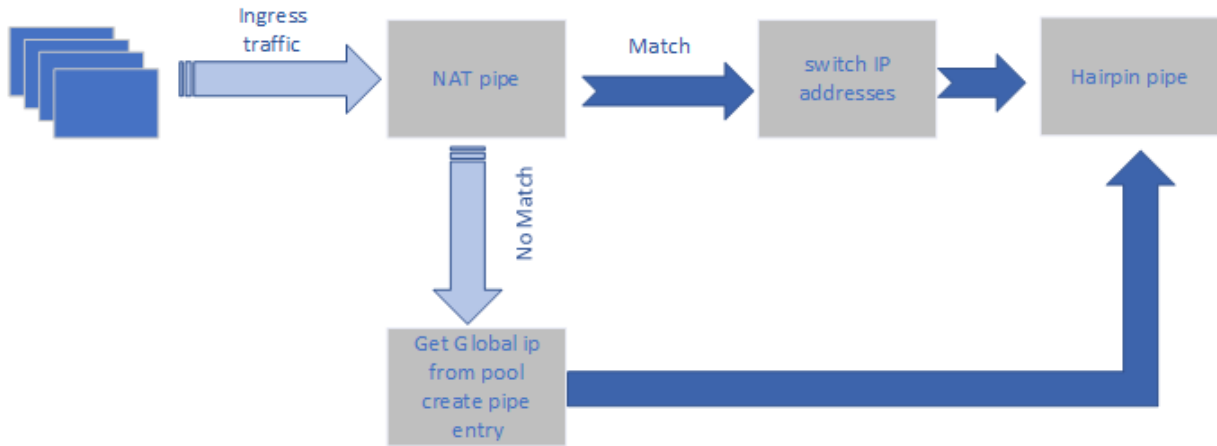 Ingress
traffic
NAT pipe
Match
switch IP
addresses
Hairpin pipe
No Match
Get Global ip
from pool
create pipe
entry